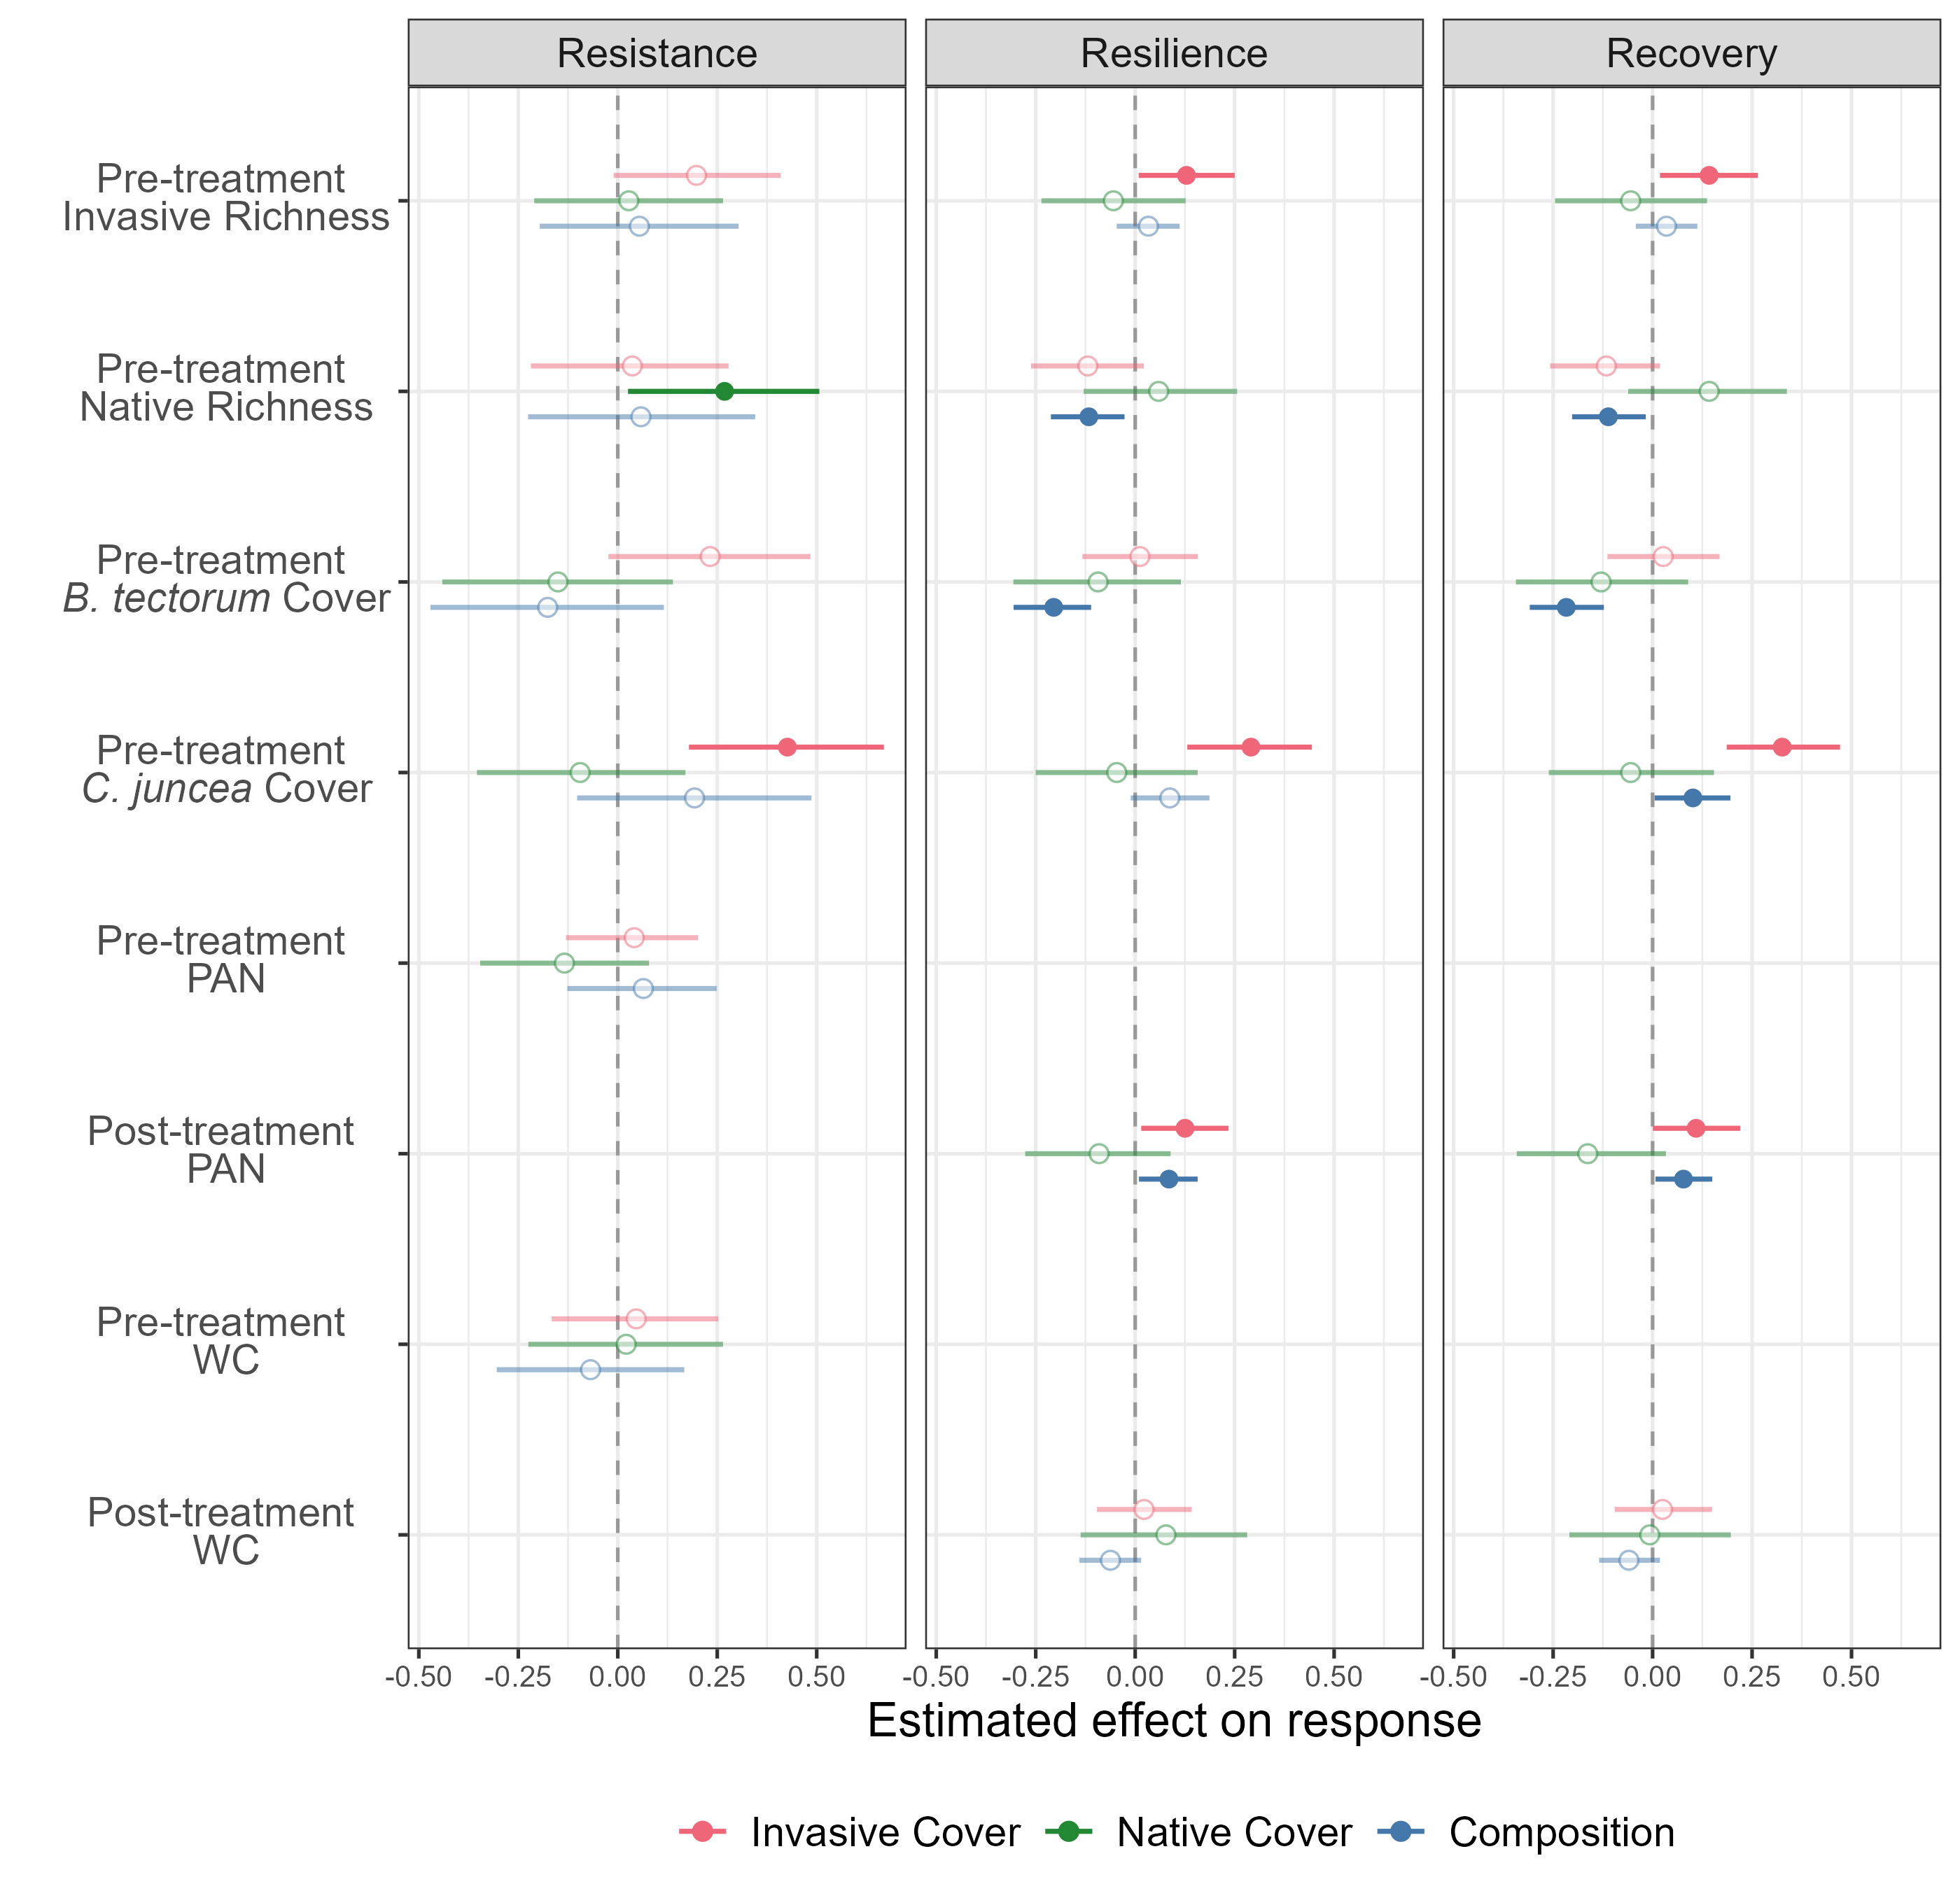 Resistance Resilience Recovery
Pre-treatment
Invasive Richness
Pre-treatment
Native Richness
Pre-treatment
B. tectorum Cover
Pre-treatment
C. juncea Cover
Pre-treatment
PAN
Post-treatment
PAN
Pre-treatment
WC
Post-treatment
WC
-0.50 -0.25 0.00 0.25 0.50 -0.50 -0.25 0.00 0.25 0.50 -0.50 -0.25 0.00 0.25 0.50
Estimated effect on response
Invasive Cover Native Cover Composition